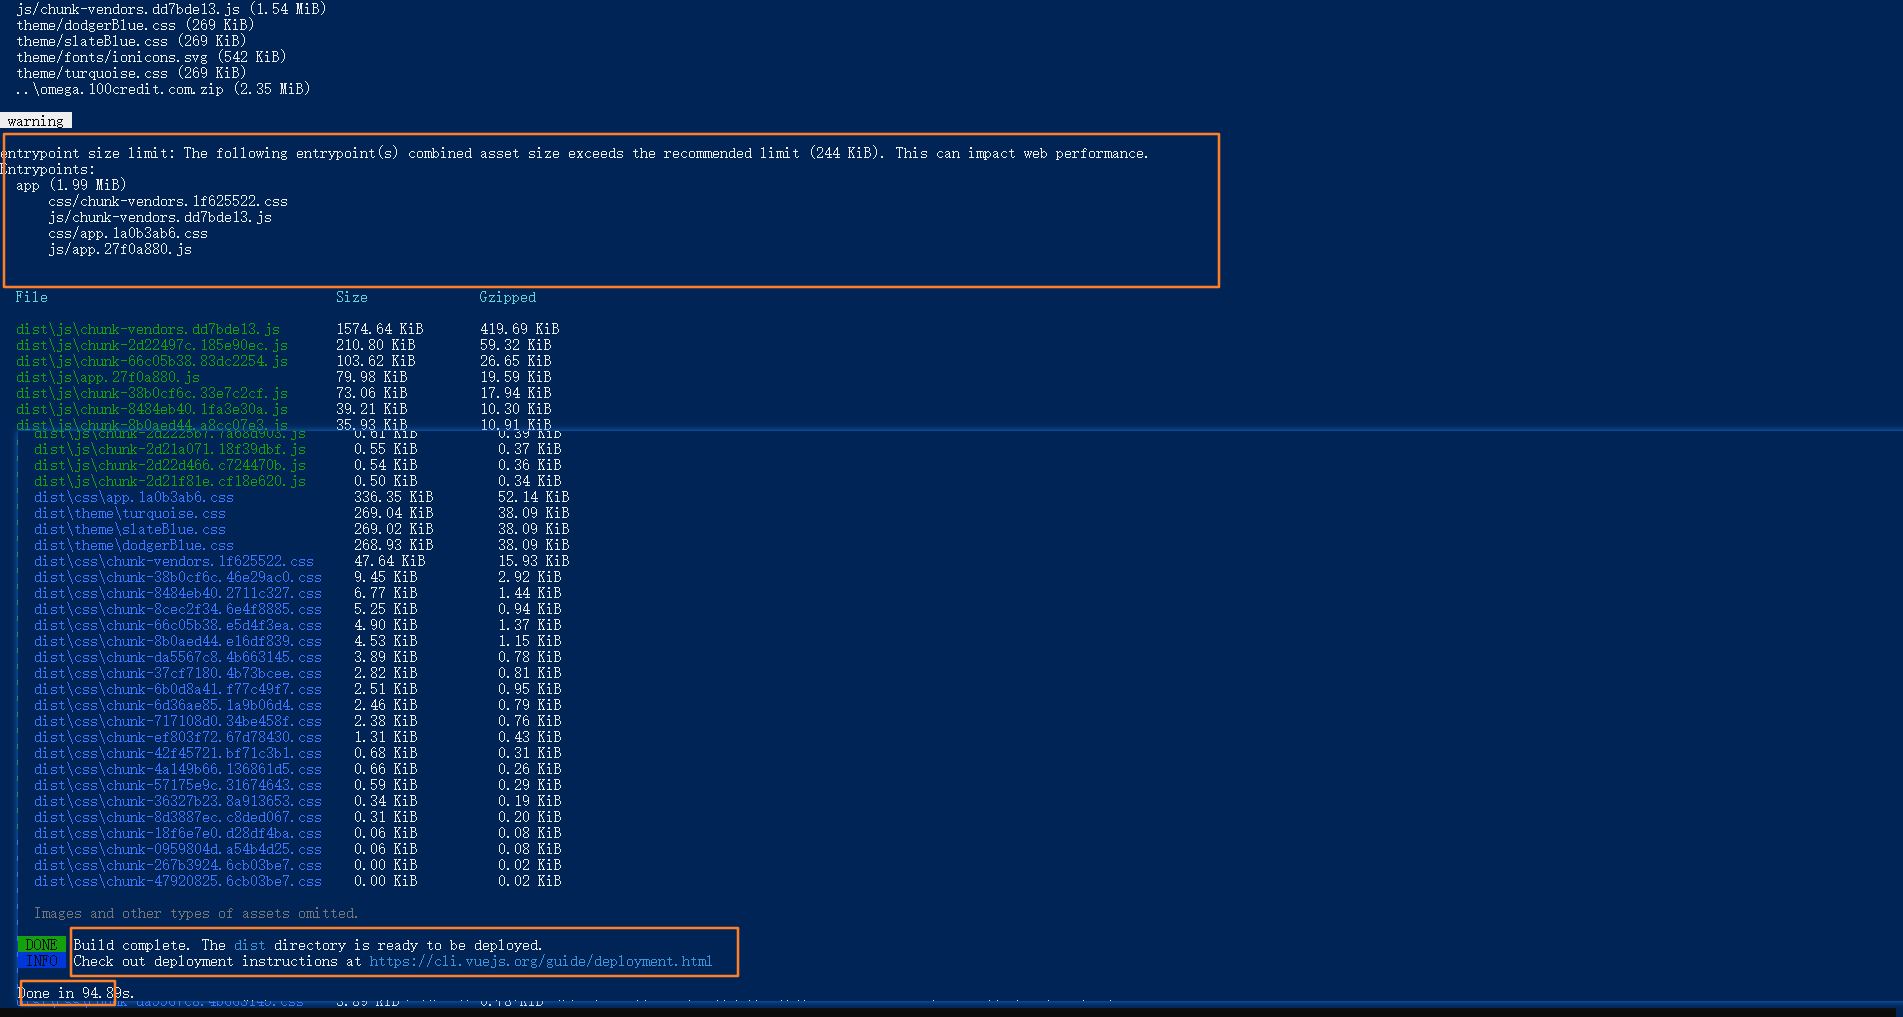 js/chunk-vendors.dd7bde13.js (1.54 MiB)
theme/dodgerBlue.css (269 KiB)
theme/slateBlue.css (269 KiB)
theme/fonts/ionicons.svg (542 KiB)
theme/turquoise.css (269 KiB)
..\omega.100credit.com.zip (2.35 MiB)
warning
entrypoint size limit: The following entrypoint(s) combined asset size exceeds the recommended limit (244 KiB). This can impact web performance.
Entrypoints:
app (1.99 MiB)
css/chunk-vendors.1f625522.css
js/chunk-vendors.dd7bde13.js
css/app.1a0b3ab6.css
js/app.27f0a880.js
File Size Gzipped
dist\js\chunk-vendors.dd7bde13.js 1574.64 KiB 419.69 KiB
dist\js\chunk-2d22497c.185e90ec.js 210.80 KiB 59.32 KiB
dist\js\chunk-66c05b38.83dc2254.js 103.62 KiB 26.65 KiB
dist\js\app.27f0a880.js 79.98 KiB 19.59 KiB
dist\js\chunk-38b0cf6c.33e7c2cf.js 73.06 KiB 17.94 KiB
dist\js\chunk-8484eb40.1fa3e30a.js 39.21 KiB 10.30 KiB
dist\js\chunk-8b0aed44.a8cc07e3.js 35.93 KiB 10.91 KiB
dist\js\chunk-2d2225b7.7a68d903.js 0.61 KiB 0.39 KiB
dist\js\chunk-2d21a071.18f39dbf.js 0.55 KiB 0.37 KiB
dist\js\chunk-2d22d466.c724470b.js 0.54 KiB 0.36 KiB
dist\js\chunk-2d21f81e.cf18e620.js 0.50 KiB 0.34 KiB
dist\css\app.1a0b3ab6.css 336.35 KiB 52.14 KiB
dist\theme\turquoise.css 269.04 KiB 38.09 KiB
dist\theme\slateBlue.css 269.02 KiB 38.09 KiB
dist\theme\dodgerBlue.css 268.93 KiB 38.09 KiB
dist\css\chunk-vendors.1f625522.css 47.64 KiB 15.93 KiB
dist\css\chunk-38b0cf6c.46e29ac0.css 9.45 KiB 2.92 KiB
dist\css\chunk-8484eb40.2711c327.css 6.77 KiB 1.44 KiB
dist\css\chunk-8cec2f34.6e4f8885.css 5.25 KiB 0.94 KiB
dist\css\chunk-66c05b38.e5d4f3ea.css 4.90 KiB 1.37 KiB
dist\css\chunk-8b0aed44.e16df839.css 4.53 KiB 1.15 KiB
dist\css\chunk-da5567c8.4b663145.css 3.89 KiB 0.78 KiB
dist\css\chunk-37cf7180.4b73bcee.css 2.82 KiB 0.81 KiB
dist\css\chunk-6b0d8a41.f77c49f7.css 2.51 KiB 0.95 KiB
dist\css\chunk-6d36ae85.1a9b06d4.css 2.46 KiB 0.79 KiB
dist\css\chunk-717108d0.34be458f.css 2.38 KiB 0.76 KiB
dist\css\chunk-ef803f72.67d78430.css 1.31 KiB 0.43 KiB
dist\css\chunk-42f45721.bf71c3b1.css 0.68 KiB 0.31 KiB
dist\css\chunk-4a149b66.136861d5.css 0.66 KiB 0.26 KiB
dist\css\chunk-57175e9c.31674643.css 0.59 KiB 0.29 KiB
dist\css\chunk-36327b23.8a913653.css 0.34 KiB 0.19 KiB
dist\css\chunk-8d3887ec.c8ded067.css 0.31 KiB 0.20 KiB
dist\css\chunk-18f6e7e0.d28df4ba.css 0.06 KiB 0.08 KiB
dist\css\chunk-0959804d.a54b4d25.css 0.06 KiB 0.08 KiB
dist\css\chunk-267b3924.6cb03be7.css 0.00 KiB 0.02 KiB
dist\css\chunk-47920825.6cb03be7.css 0.00 KiB 0.02 KiB
Images and other types of assets omitted.
DONE Build complete. The dist directory is ready to be deployed.
INFO Check out deployment instructions at https://cli.vuejs.org/guide/deployment.html
Done in 94.89s.